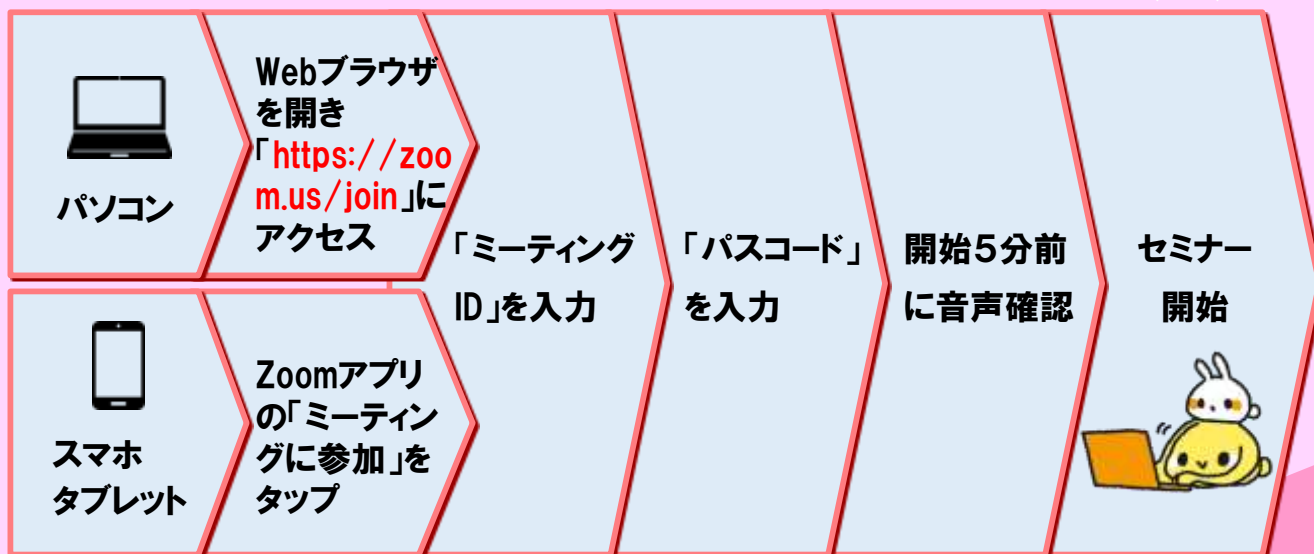 パソコン
Webブラウザ
を開き
「https://zoo
m.us/join」に
アクセス
スマホ
タブレット
Zoomアプリ
の「ミーティン
グに参加」を
タップ
「ミーティング
ID」を入力
「パスコード」
を入力
開始5分前
に音声確認
セミナー
開始